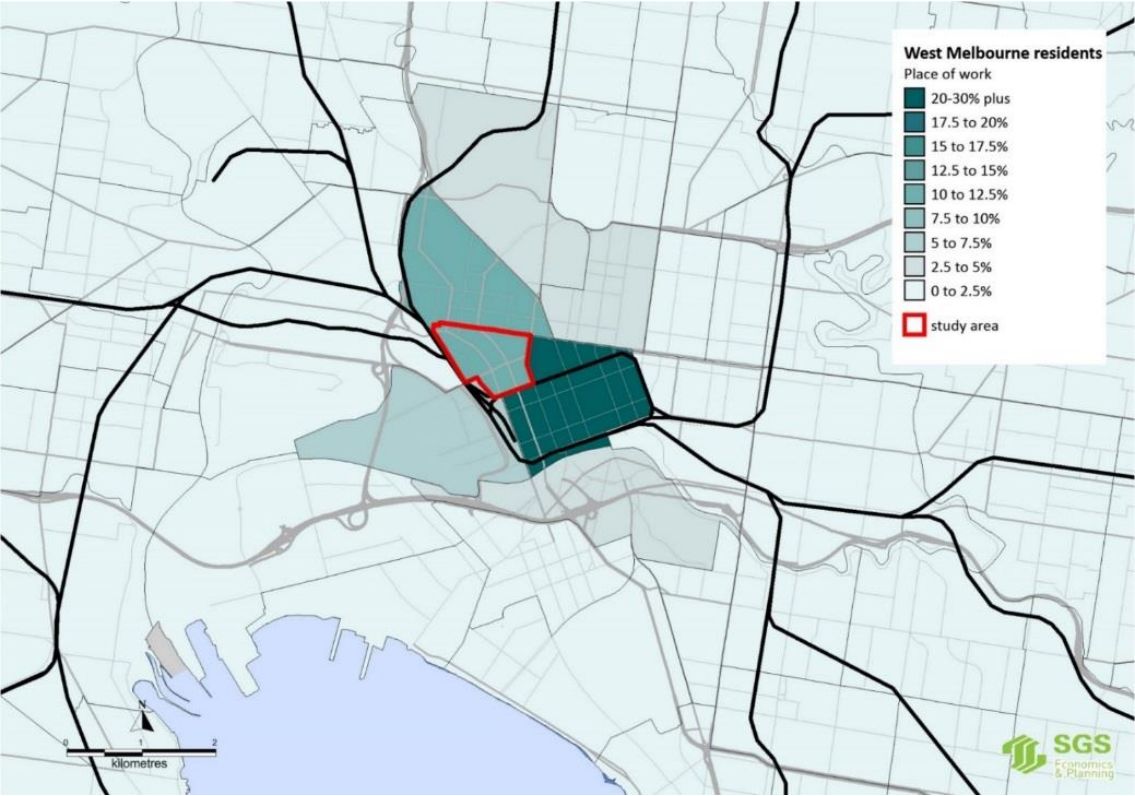 West Melbourne residents
Place of work
20-30% plus
17.5 to 20%
15 to 17.5%
12.5 to 15%
10 to 12.5%
7.5 to 10%
5 to 7.5%
2.5 to 5%
0 to 2.5%
study area
N
0 1 2
kilometres
SGS
Economics
& Planning